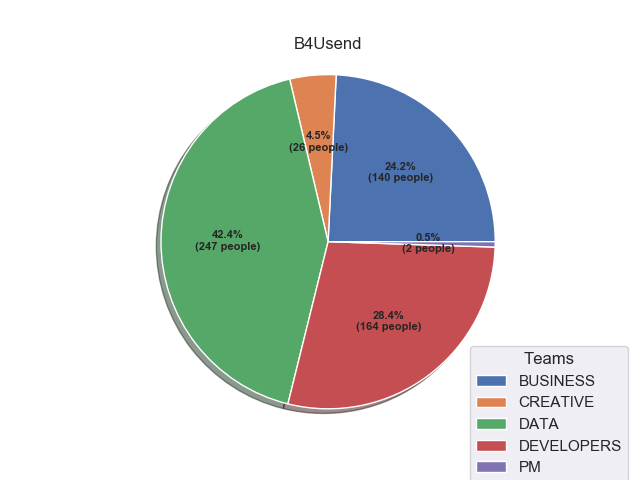 B4Usend
4.5%
(26 people)
24.2%
(140 people)
42.4%
(247 people)
0.5%
(2 people)
28.4%
(164 people)
Teams
BUSINESS
CREATIVE
DATA
DEVELOPERS
PM